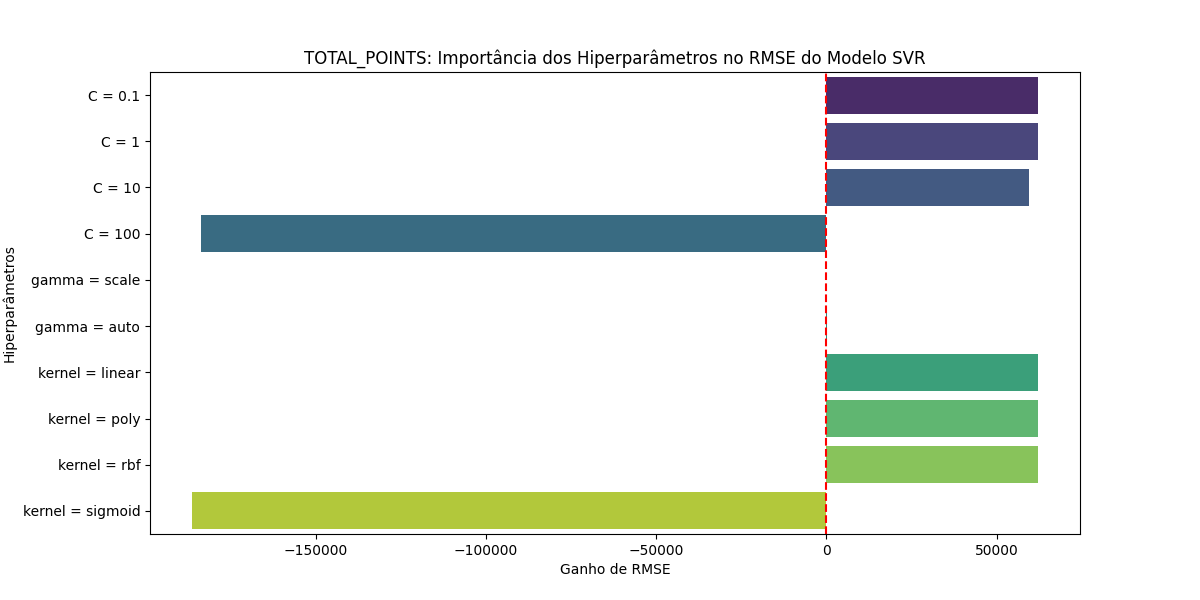 TOTAL_POINTS: Importância dos Hiperparâmetros no RMSE do Modelo SVR
Hiperparâmetros
C = 0.1
C = 1
C = 10
C = 100
gamma = scale
gamma = auto
kernel = linear
kernel = poly
kernel = rbf
kernel = sigmoid
−150000
−100000
−50000
0
50000
Ganho de RMSE